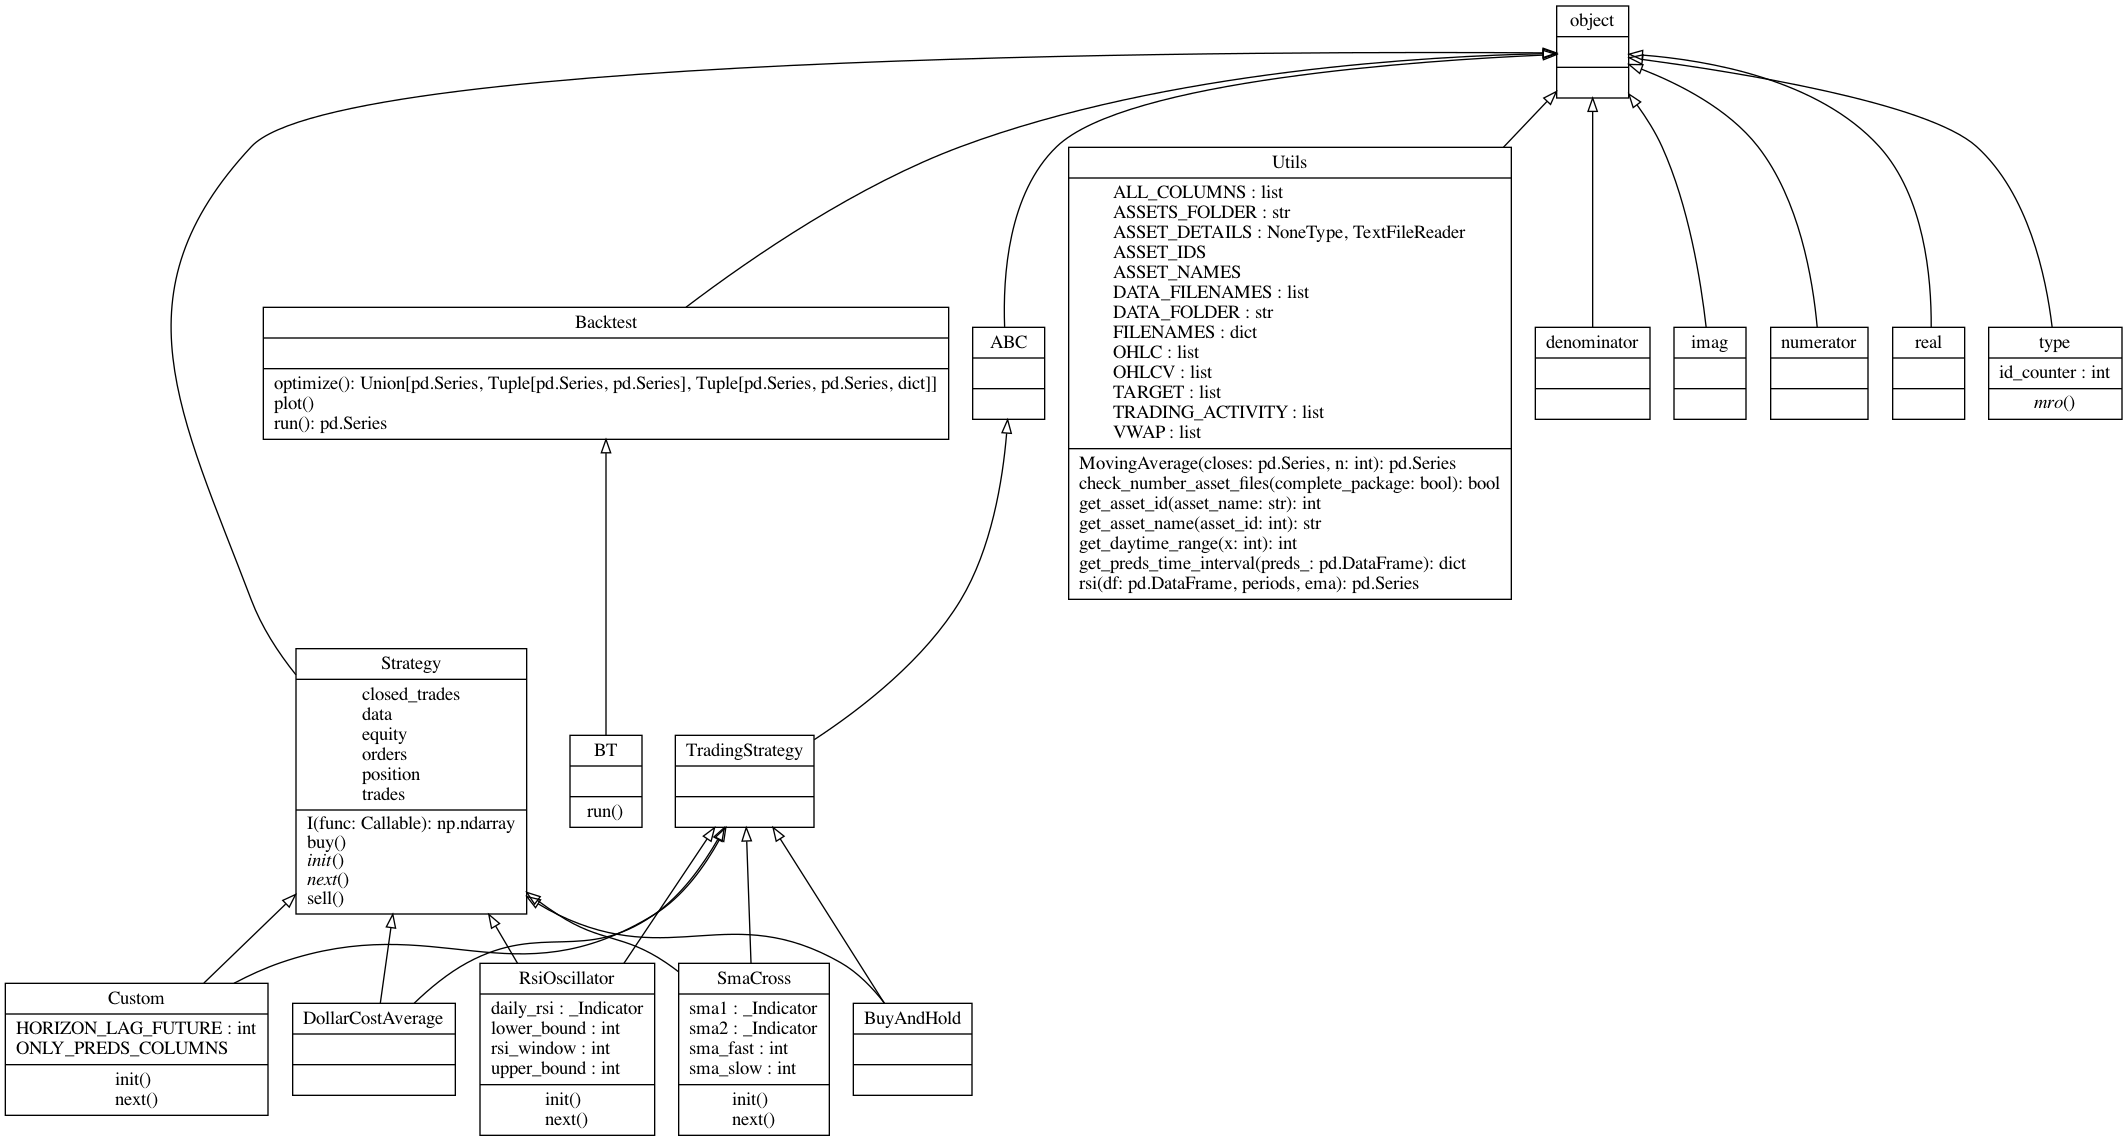 object
Utils
ALL_COLUMNS : list
ASSETS_FOLDER : str
ASSET_DETAILS : NoneType, TextFileReader
ASSET_IDS
ASSET_NAMES
DATA_FILENAMES : list
DATA_FOLDER : str
FILENAMES : dict
OHLC : list
OHLCV : list
TARGET : list
TRADING_ACTIVITY : list
VWAP : list
MovingAverage(closes: pd.Series, n: int): pd.Series
check_number_asset_files(complete_package: bool): bool
get_asset_id(asset_name: str): int
get_asset_name(asset_id: int): str
get_daytime_range(x: int): int
get_preds_time_interval(preds_: pd.DataFrame): dict
rsi(df: pd.DataFrame, periods, ema): pd.Series
Backtest
optimize(): Union[pd.Series, Tuple[pd.Series, pd.Series], Tuple[pd.Series, pd.Series, dict]]
plot()
run(): pd.Series
ABC
denominator
imag
numerator
real
type
id_counter : int
mro()
Strategy
closed_trades
data
equity
orders
position
trades
I(func: Callable): np.ndarray
buy()
init()
next()
sell()
BT
run()
TradingStrategy
Custom
HORIZON_LAG_FUTURE : int
ONLY_PREDS_COLUMNS
init()
next()
DollarCostAverage
RsiOscillator
daily_rsi : _Indicator
lower_bound : int
rsi_window : int
upper_bound : int
init()
next()
SmaCross
sma1 : _Indicator
sma2 : _Indicator
sma_fast : int
sma_slow : int
init()
next()
BuyAndHold